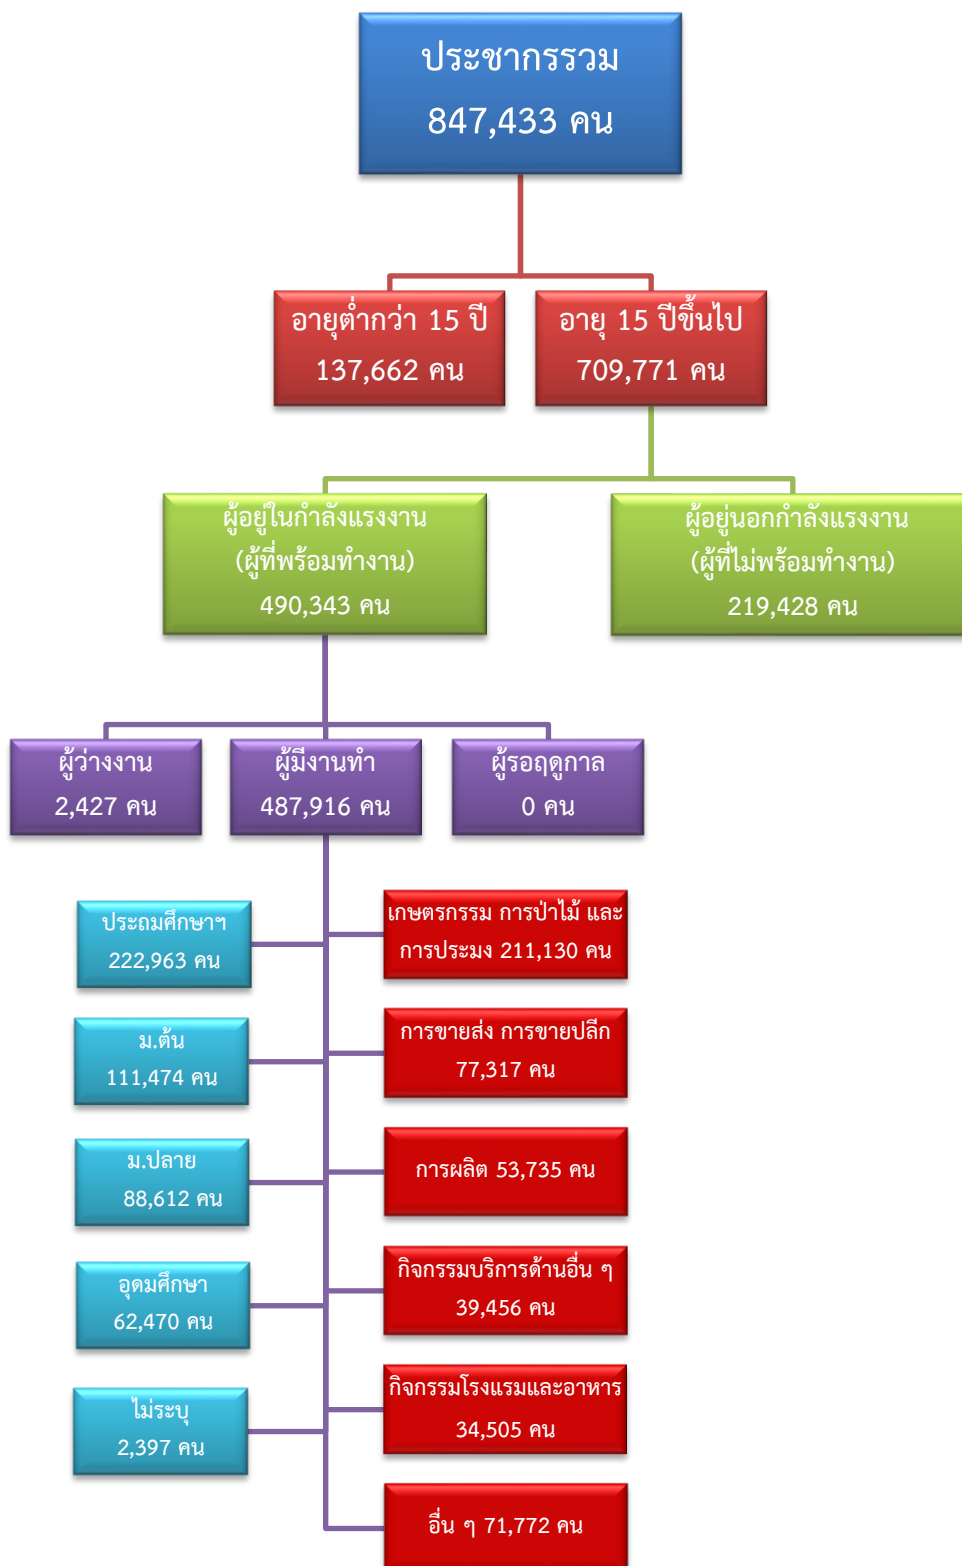 ประชากรรวม
847,433 คน
อายุต่ำกว่า 15 ปี
137,662 คน
อายุ 15 ปีขึ้นไป
709,771 คน
ผู้อยู่ในกำลังแรงงาน
(ผู้ที่พร้อมทำงาน)
490,343 คน
ผู้อยู่นอกกำลังแรงงาน
(ผู้ที่ไม่พร้อมทำงาน)
219,428 คน
ผู้ว่างงาน
2,427 คน
ผู้มีงานทำ
487,916 คน
ผู้รอฤดูกาล
0 คน
ประถมศึกษาฯ
222,963 คน
ม.ต้น
111,474 คน
ม.ปลาย
88,612 คน
อุดมศึกษา
62,470 คน
ไม่ระบุ
2,397 คน
เกษตรกรรม การป่าไม้ และ
การประมง 211,130 คน
การขายส่ง การขายปลีก
77,317 คน
การผลิต 53,735 คน
กิจกรรมบริการด้านอื่น ๆ
39,456 คน
กิจกรรมโรงแรมและอาหาร
34,505 คน
อื่น ๆ 71,772 คน